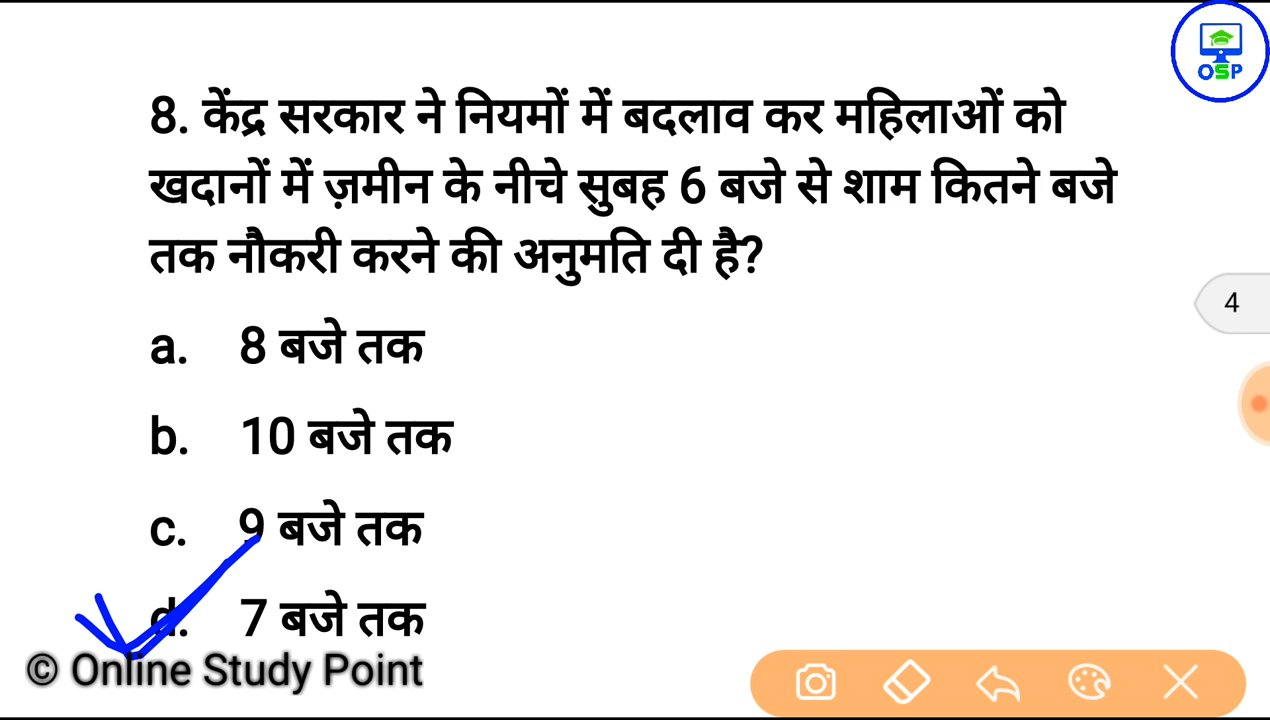 OSP
8. केंद्र सरकार ने नियमों में बदलाव कर महिलाओं को
खदानों में ज़मीन के नीचे सुबह 6 बजे से शाम कितने बजे
तक नौकरी करने की अनुमति दी है?
4
a. 8 बजे तक
b. 10 बजे तक
c. 9 बजे तक
d. 7 बजे तक
© Online Study Point